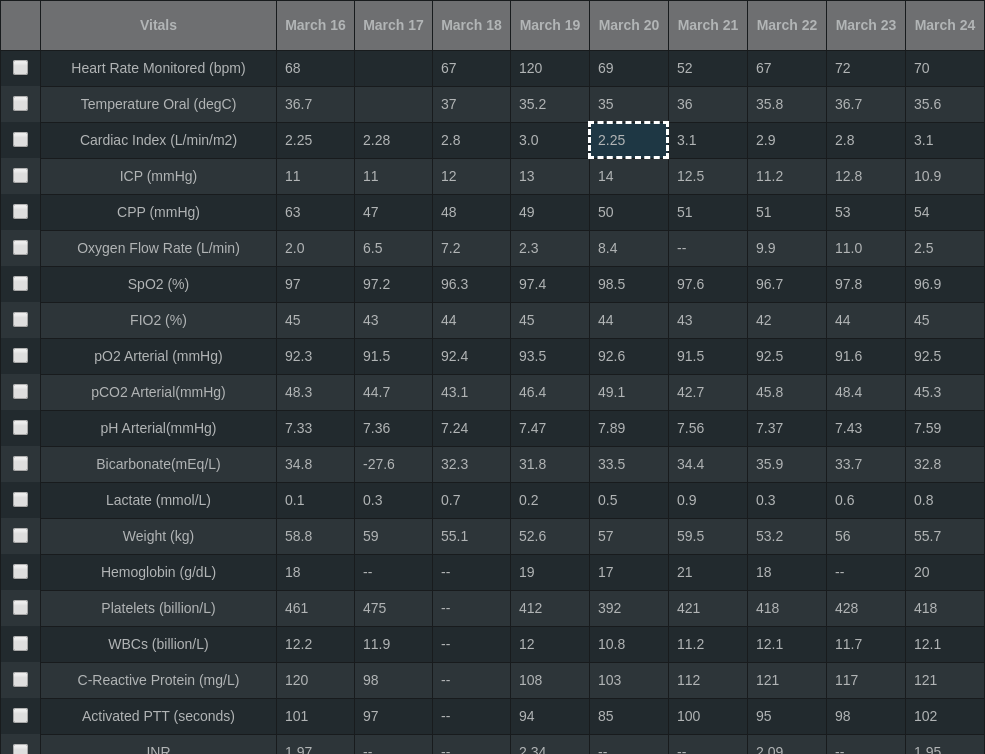 Vitals March 16 March 17 March 18 March 19 March 20 March 21 March 22 March 23 March 24
Heart Rate Monitored (bpm) 68 67 120 69 52 67 72 70
Temperature Oral (degC) 36.7 37 35.2 35 36 35.8 36.7 35.6
Cardiac Index (L/min/m2) 2.25 2.28 2.8 3.0 2.25 3.1 2.9 2.8 3.1
ICP (mmHg) 11 11 12 13 14 12.5 11.2 12.8 10.9
CPP (mmHg) 63 47 48 49 50 51 51 53 54
Oxygen Flow Rate (L/min) 2.0 6.5 7.2 2.3 8.4 -- 9.9 11.0 2.5
SpO2 (%) 97 97.2 96.3 97.4 98.5 97.6 96.7 97.8 96.9
FIO2 (%) 45 43 44 45 44 43 42 44 45
pO2 Arterial (mmHg) 92.3 91.5 92.4 93.5 92.6 91.5 92.5 91.6 92.5
pCO2 Arterial(mmHg) 48.3 44.7 43.1 46.4 49.1 42.7 45.8 48.4 45.3
pH Arterial(mmHg) 7.33 7.36 7.24 7.47 7.89 7.56 7.37 7.43 7.59
Bicarbonate(mEq/L) 34.8 -27.6 32.3 31.8 33.5 34.4 35.9 33.7 32.8
Lactate (mmol/L) 0.1 0.3 0.7 0.2 0.5 0.9 0.3 0.6 0.8
Weight (kg) 58.8 59 55.1 52.6 57 59.5 53.2 56 55.7
Hemoglobin (g/dL) 18 -- -- 19 17 21 18 -- 20
Platelets (billion/L) 461 475 -- 412 392 421 418 428 418
WBCs (billion/L) 12.2 11.9 -- 12 10.8 11.2 12.1 11.7 12.1
C-Reactive Protein (mg/L) 120 98 -- 108 103 112 121 117 121
Activated PTT (seconds) 101 97 -- 94 85 100 95 98 102
INR 1.97 -- -- 2.34 -- -- 2.09 -- 1.95